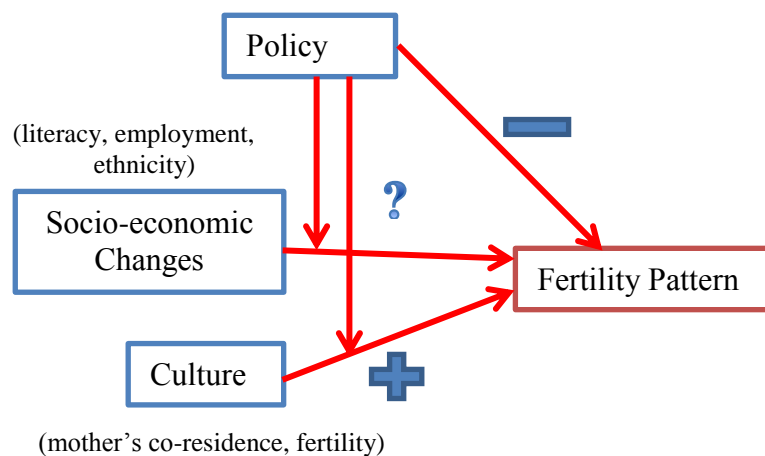 Policy
(literacy, employment,
ethnicity)
?
Socio-economic
Changes
Fertility Pattern
Culture
(mother’s co-residence, fertility)